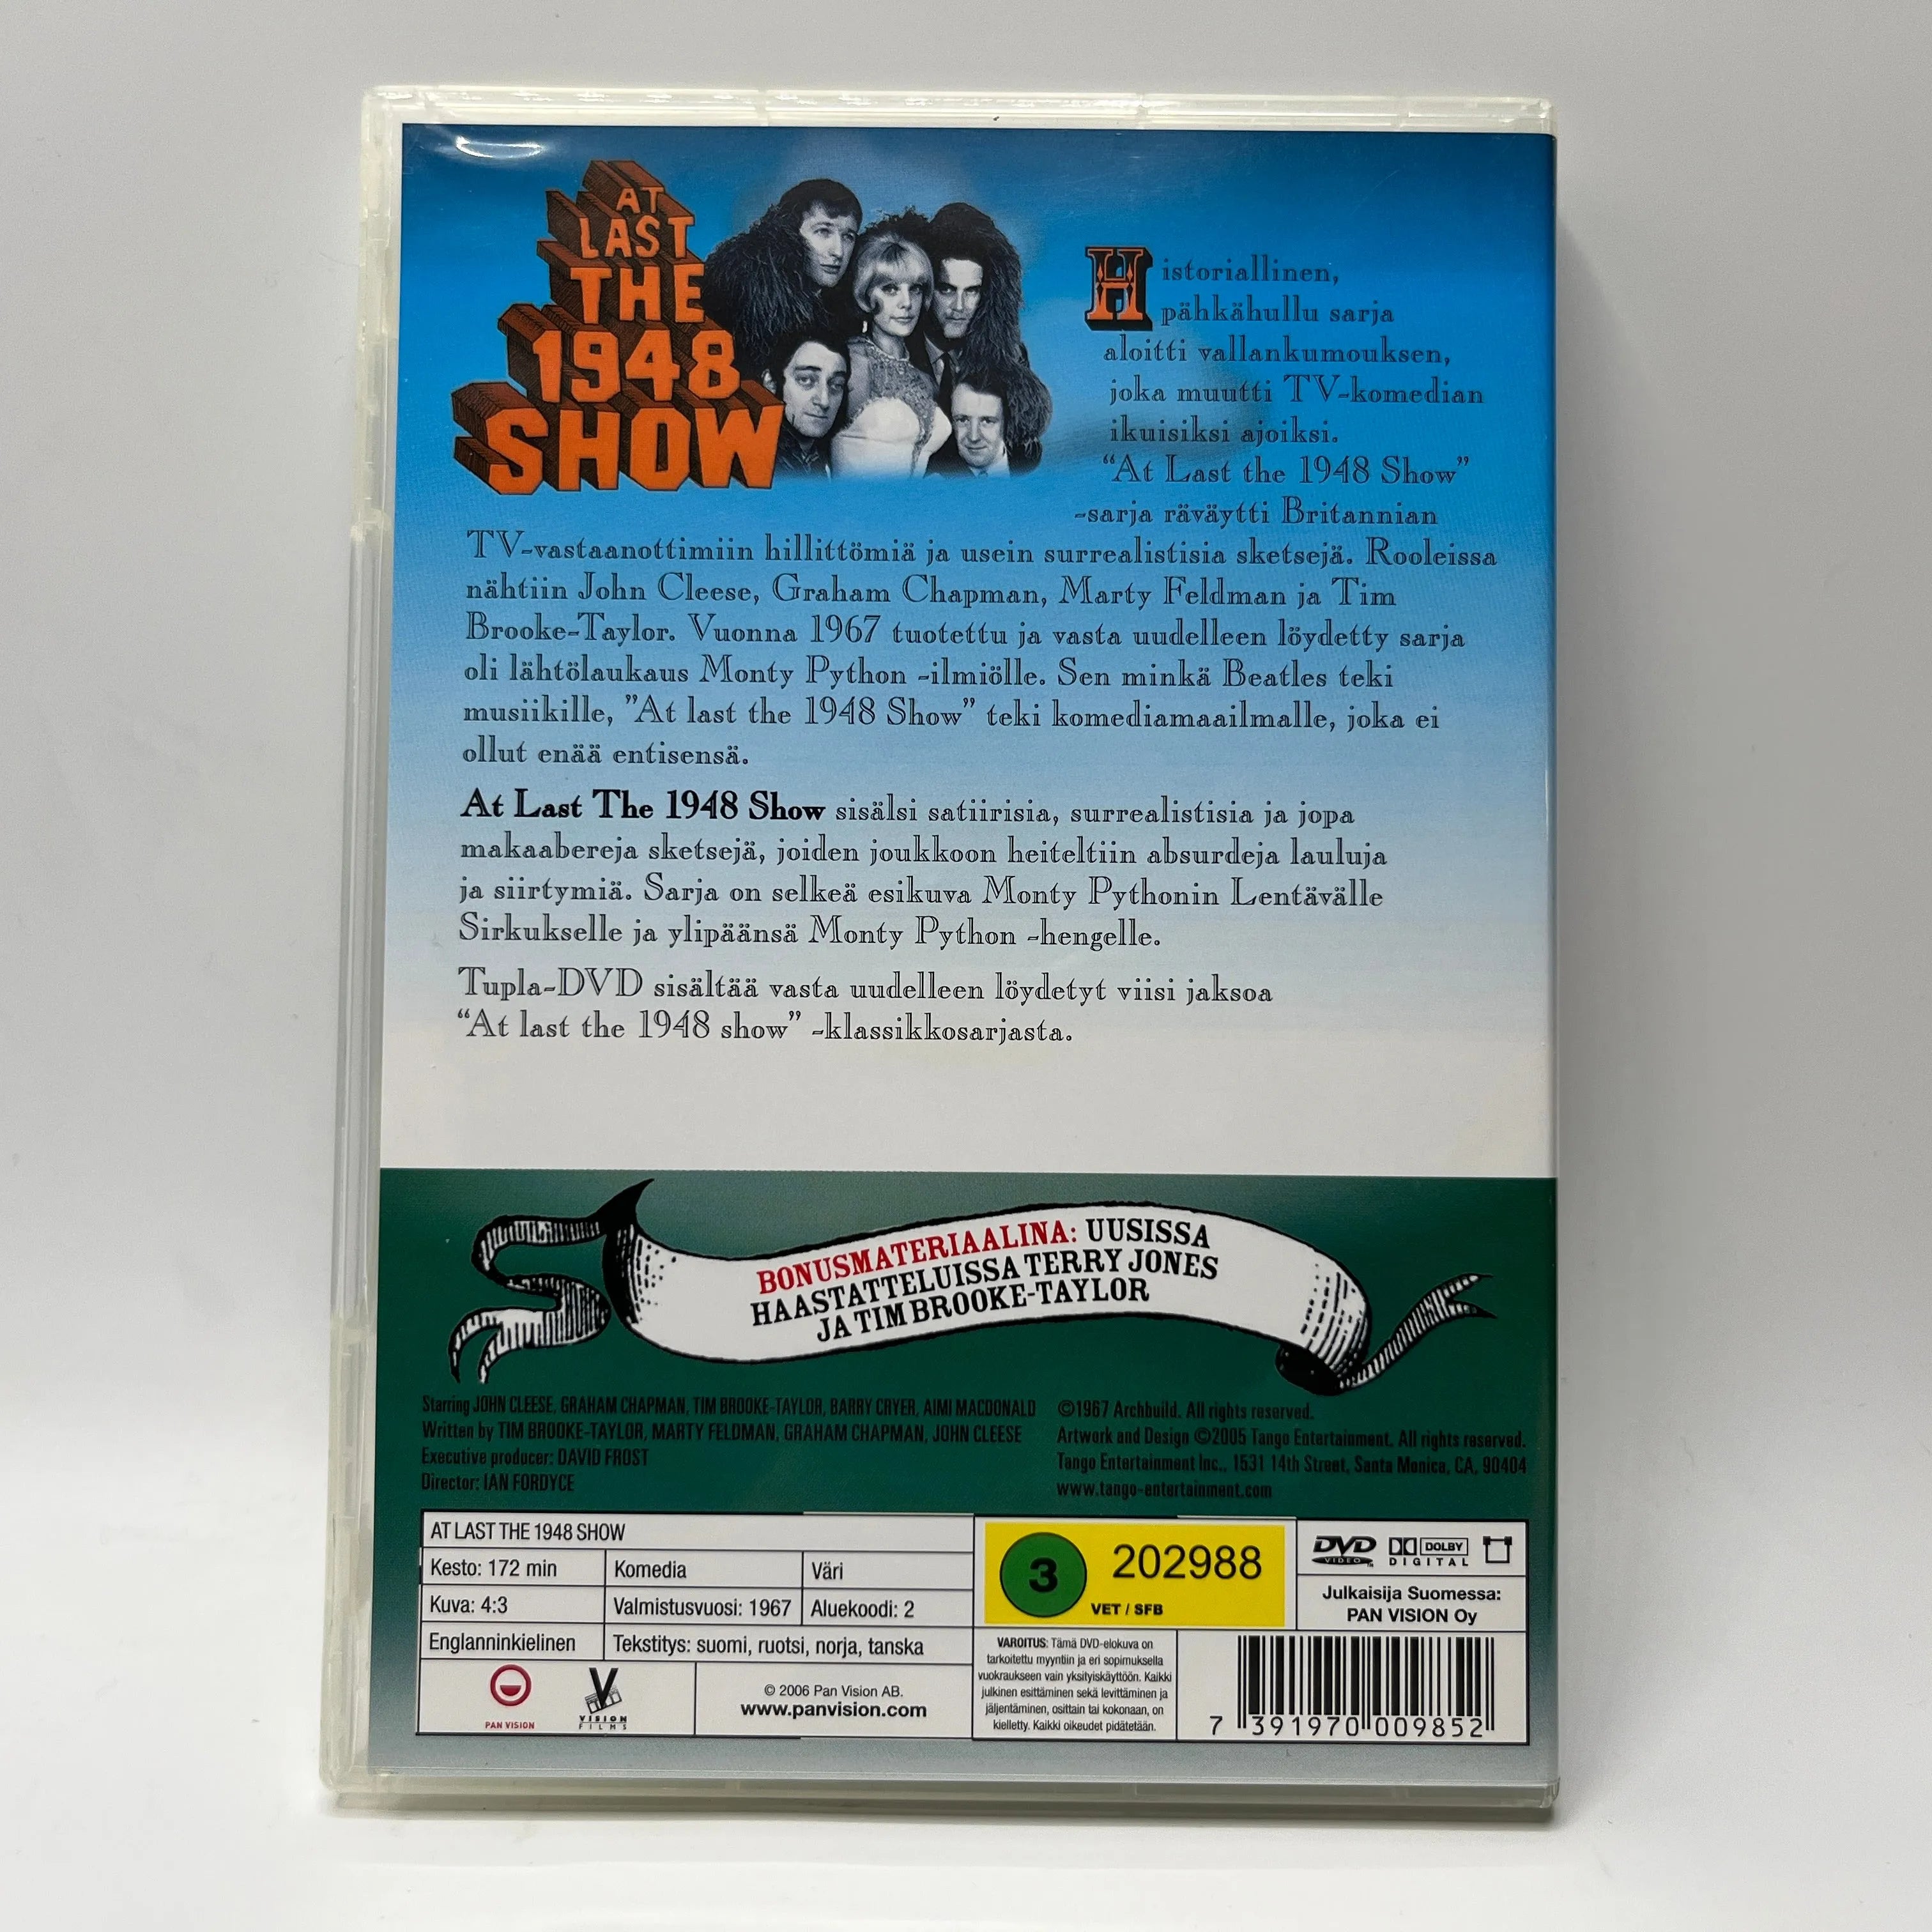 AT
LAST
THE
1948
SHOW
Historiallinen,
pähkähullu sarja
aloitti vallankumouksen,
joka muutti TV-komedian
ikuisiksi ajoiksi.
“At Last the 1948 Show”
-sarja räväytti Britannian
TV-vastaanottimiin hillittömiä ja usein surrealistisia sketsejä. Rooleissa
nähtiin John Cleese, Graham Chapman, Marty Feldman ja Tim
Brooke-Taylor. Vuonna 1967 tuotettu ja vasta uudelleen löydetty sarja
oli lähtölaukaus Monty Python -ilmiölle. Sen minkä Beatles teki
musiikille, ”At last the 1948 Show” teki komediamaailmalle, joka ei
ollut enää entisensä.
At Last The 1948 Show sisälsi satiirisia, surrealistisia ja jopa
makaabereja sketsejä, joiden joukkoon heiteltiin absurdeja lauluja
ja siirtymiä. Sarja on selkeä esikuva Monty Pythonin Lentävälle
Sirkukselle ja ylipäänsä Monty Python -hengelle.
Tupla-DVD sisältää vasta uudelleen löydetyt viisi jaksoa
“At last the 1948 show” -klassikkosarjasta.
BONUSMATERIAALINA: UUSISSA
HAASTATTELUISSA TERRY JONES
JA TIM BROOKE-TAYLOR
Starring JOHN CLEESE, GRAHAM CHAPMAN, TIM BROOKE-TAYLOR, BARRY CRYER, AIMI MACDONALD
Written by TIM BROOKE-TAYLOR, MARTY FELDMAN, GRAHAM CHAPMAN, JOHN CLEESE
Executive producer: DAVID FROST
Director: IAN FORDYCE
©1967 Archbuild. All rights reserved.
Artwork and Design ©2005 Tango Entertainment. All rights reserved.
Tango Entertainment Inc., 1531 14th Street, Santa Monica, CA, 90404
www.tango-entertainment.com
AT LAST THE 1948 SHOW
Kesto: 172 min
Komedia
Väri
Kuva: 4:3
Valmistusvuosi: 1967
Aluekoodi: 2
Englanninkielinen
Tekstitys: suomi, ruotsi, norja, tanska
PAN VISION
VISION
FILMS
© 2006 Pan Vision AB.
www.panvision.com
3
202988
VET / SFB
VAROITUS: Tämä DVD-elokuva on
tarkoitettu myyntiin ja eri sopimuksella
vuokraukseen vain yksityiskäyttöön. Kaikki
julkinen esittäminen sekä levittäminen ja
jäljentäminen, osittain tai kokonaan, on
kielletty. Kaikki oikeudet pidätetään.
DVD
VIDEO
DOLBY
DIGITAL
Julkaisija Suomessa:
PAN VISION Oy
7 391970 009852